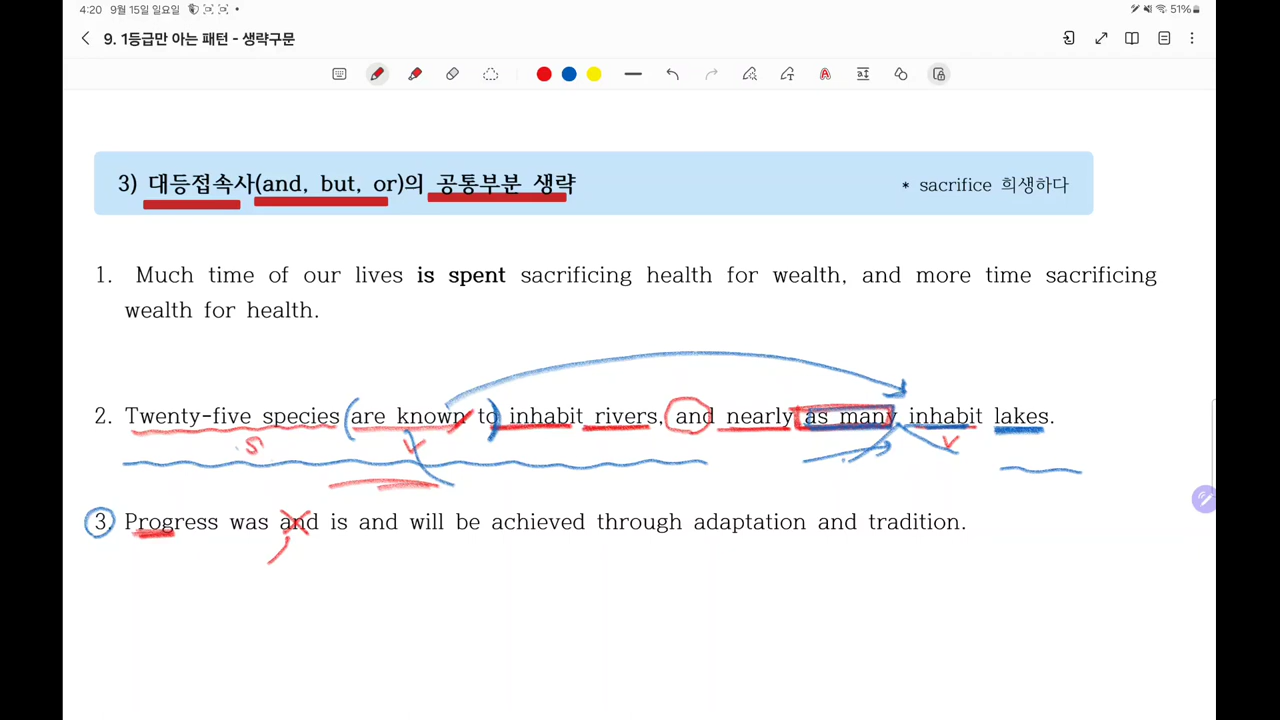 4:20 9월 15일 일요일 51%
9. 1등급만 아는 패턴 - 생략구문
3) 대등접속사(and, but, or)의 공통부분 생략 * sacrifice 희생하다
1. Much time of our lives is spent sacrificing health for wealth, and more time sacrificing
wealth for health.
2. Twenty-five species are known to inhabit rivers, and nearly as many inhabit lakes.
S V V
3. Progress was and is and will be achieved through adaptation and tradition.